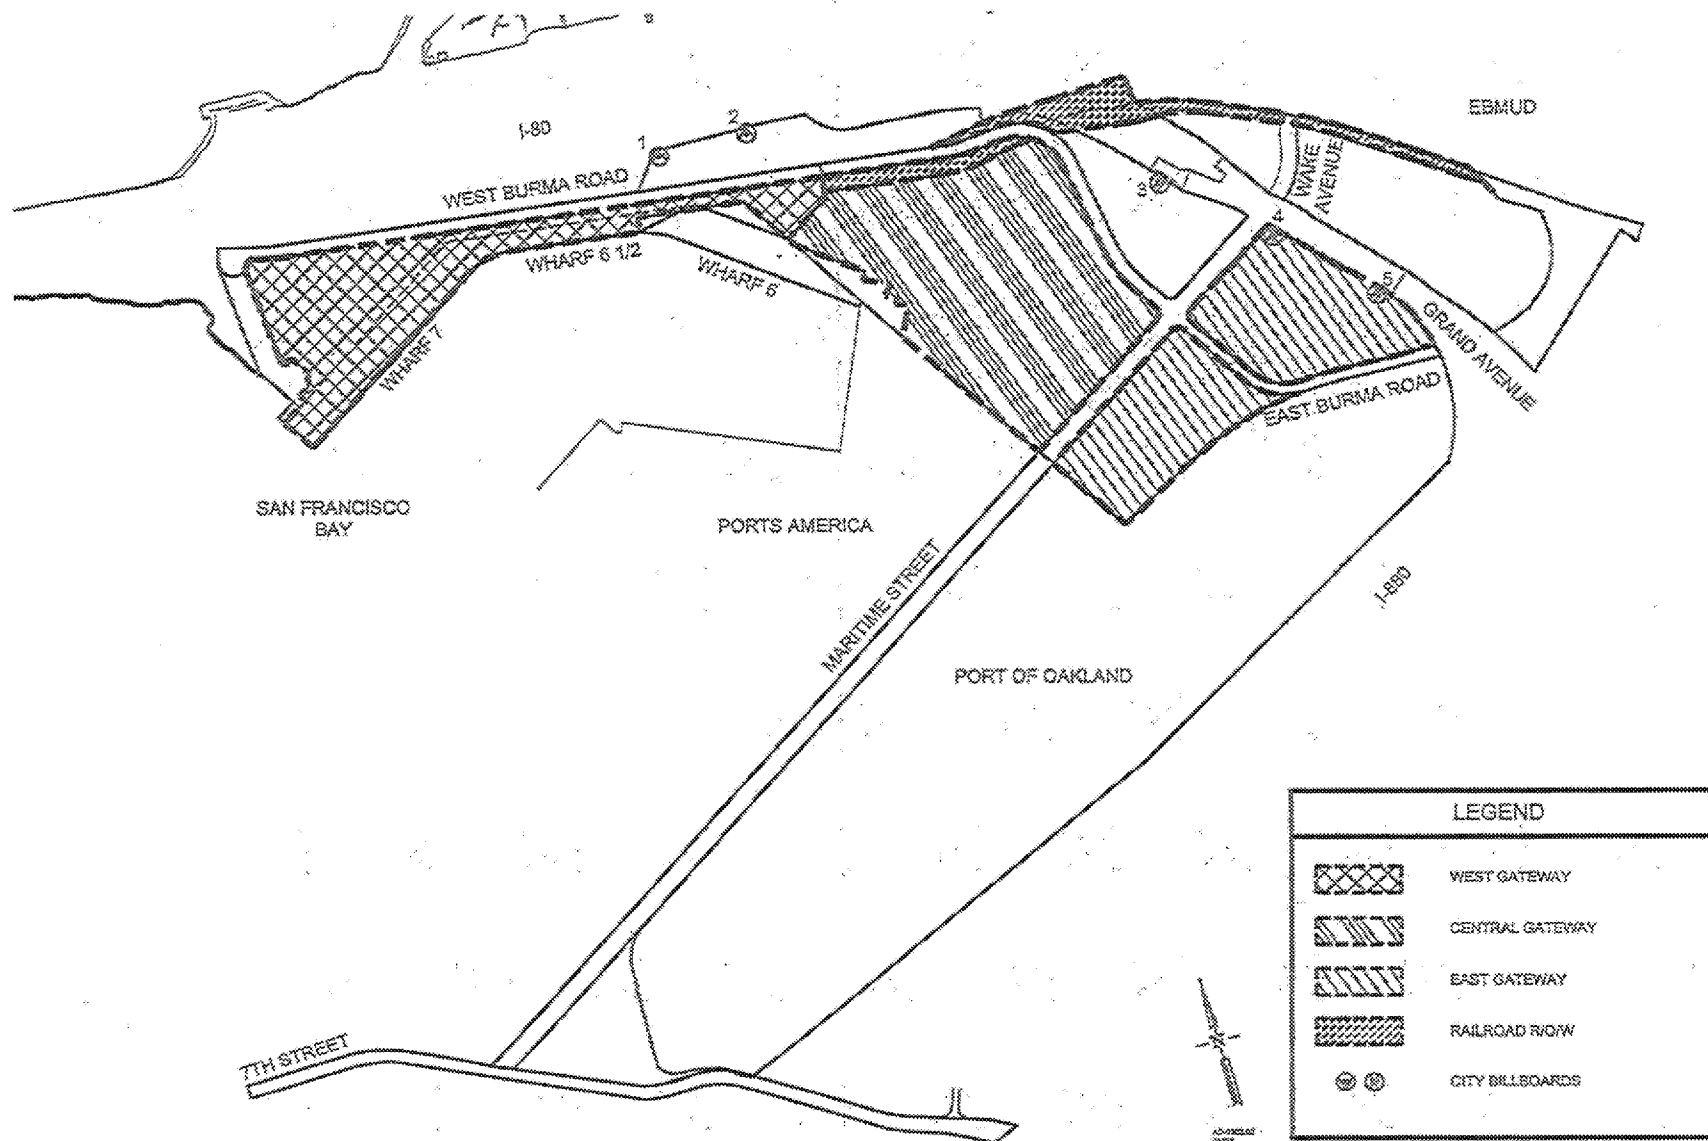 EBMUD
I-80
1
2
WEST BURMA ROAD
WAKE
AVENUE
3
4
WHARF 6 1/2
WHARF 6
5
WHARF 7
GRAND AVENUE
EAST BURMA ROAD
SAN FRANCISCO
BAY
PORTS AMERICA
MARITIME STREET
I-880
PORT OF OAKLAND
7TH STREET
LEGEND
WEST GATEWAY
CENTRAL GATEWAY
EAST GATEWAY
RAILROAD R/O/W
CITY BILLBOARDS